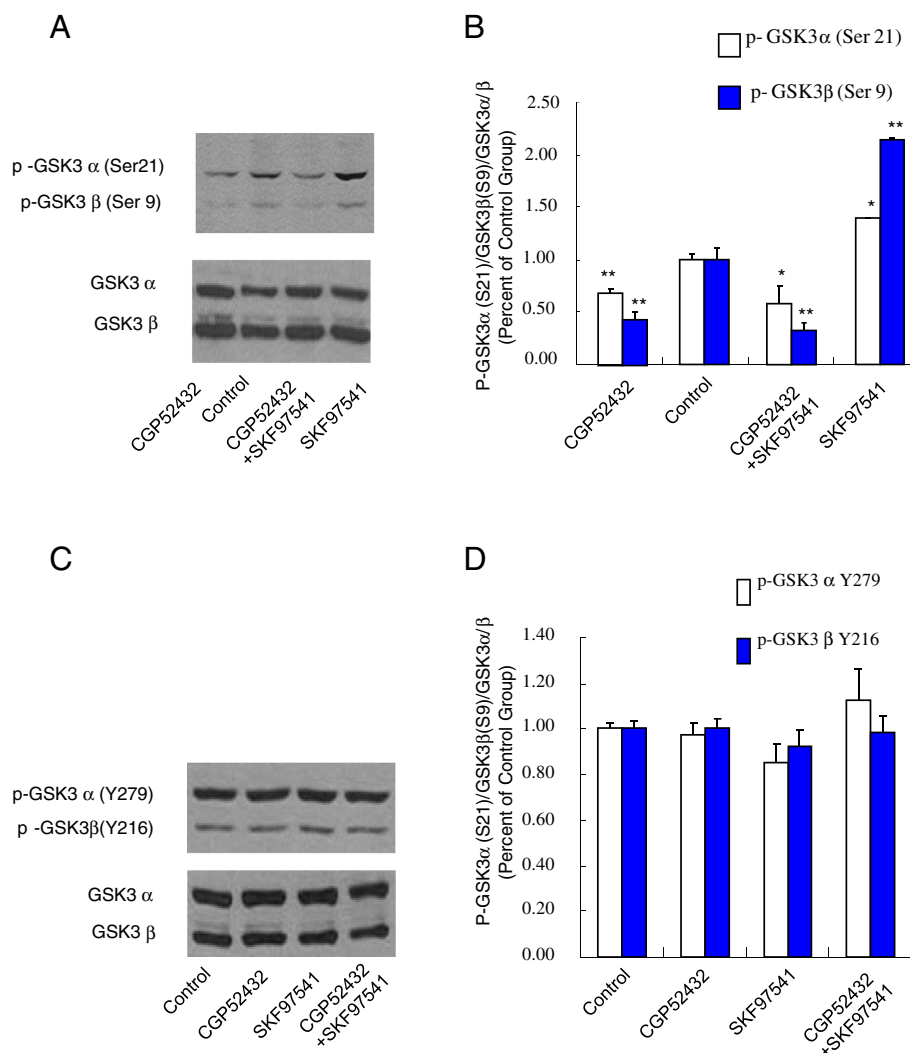 A
p -GSK3 α (Ser21)
p-GSK3 β (Ser 9)
GSK3 α
GSK3 β
CGP52432
Control
CGP52432
+SKF97541
SKF97541
B
p- GSK3α (Ser 21)
p- GSK3β (Ser 9)
P-GSK3α (S21)/GSK3β(S9)/GSK3α/β
(Percent of Control Group)
2.50
2.00
1.50
1.00
0.50
0.00
**
**
*
**
*
**
CGP52432
Control
CGP52432
+SKF97541
SKF97541
C
p-GSK3 α (Y279)
p -GSK3β(Y216)
GSK3 α
GSK3 β
Control
CGP52432
SKF97541
CGP52432
+SKF97541
D
p-GSK3 α Y279
p-GSK3 β Y216
P-GSK3α (S21)/GSK3β(S9)/GSK3α/β
(Percent of Control Group)
1.40
1.20
1.00
0.80
0.60
0.40
0.20
0.00
Control
CGP52432
SKF97541
CGP52432
+SKF97541